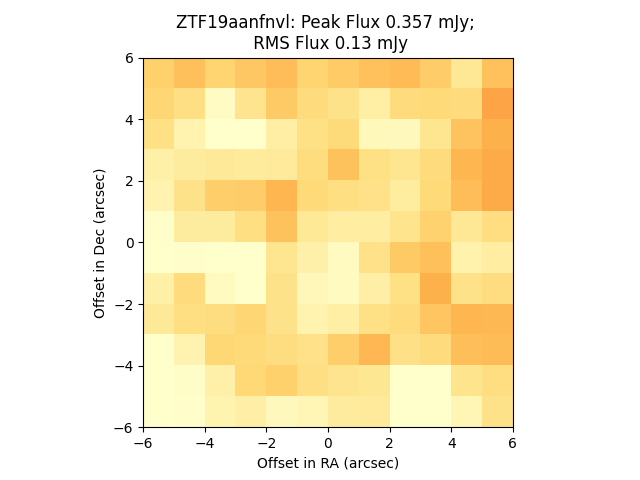 ZTF19aanfnvl: Peak Flux 0.357 mJy;
RMS Flux 0.13 mJy
6
4
2
0
−2
−4
−6
Offset in Dec (arcsec)
−6 −4 −2 0 2 4 6
Offset in RA (arcsec)